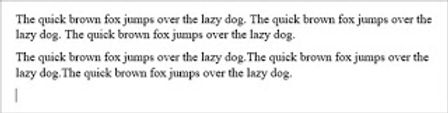 The quick brown fox jumps over the lazy dog. The quick brown fox jumps over the
lazy dog. The quick brown fox jumps over the lazy dog.
The quick brown fox jumps over the lazy dog.The quick brown fox jumps over the
lazy dog.The quick brown fox jumps over the lazy dog.